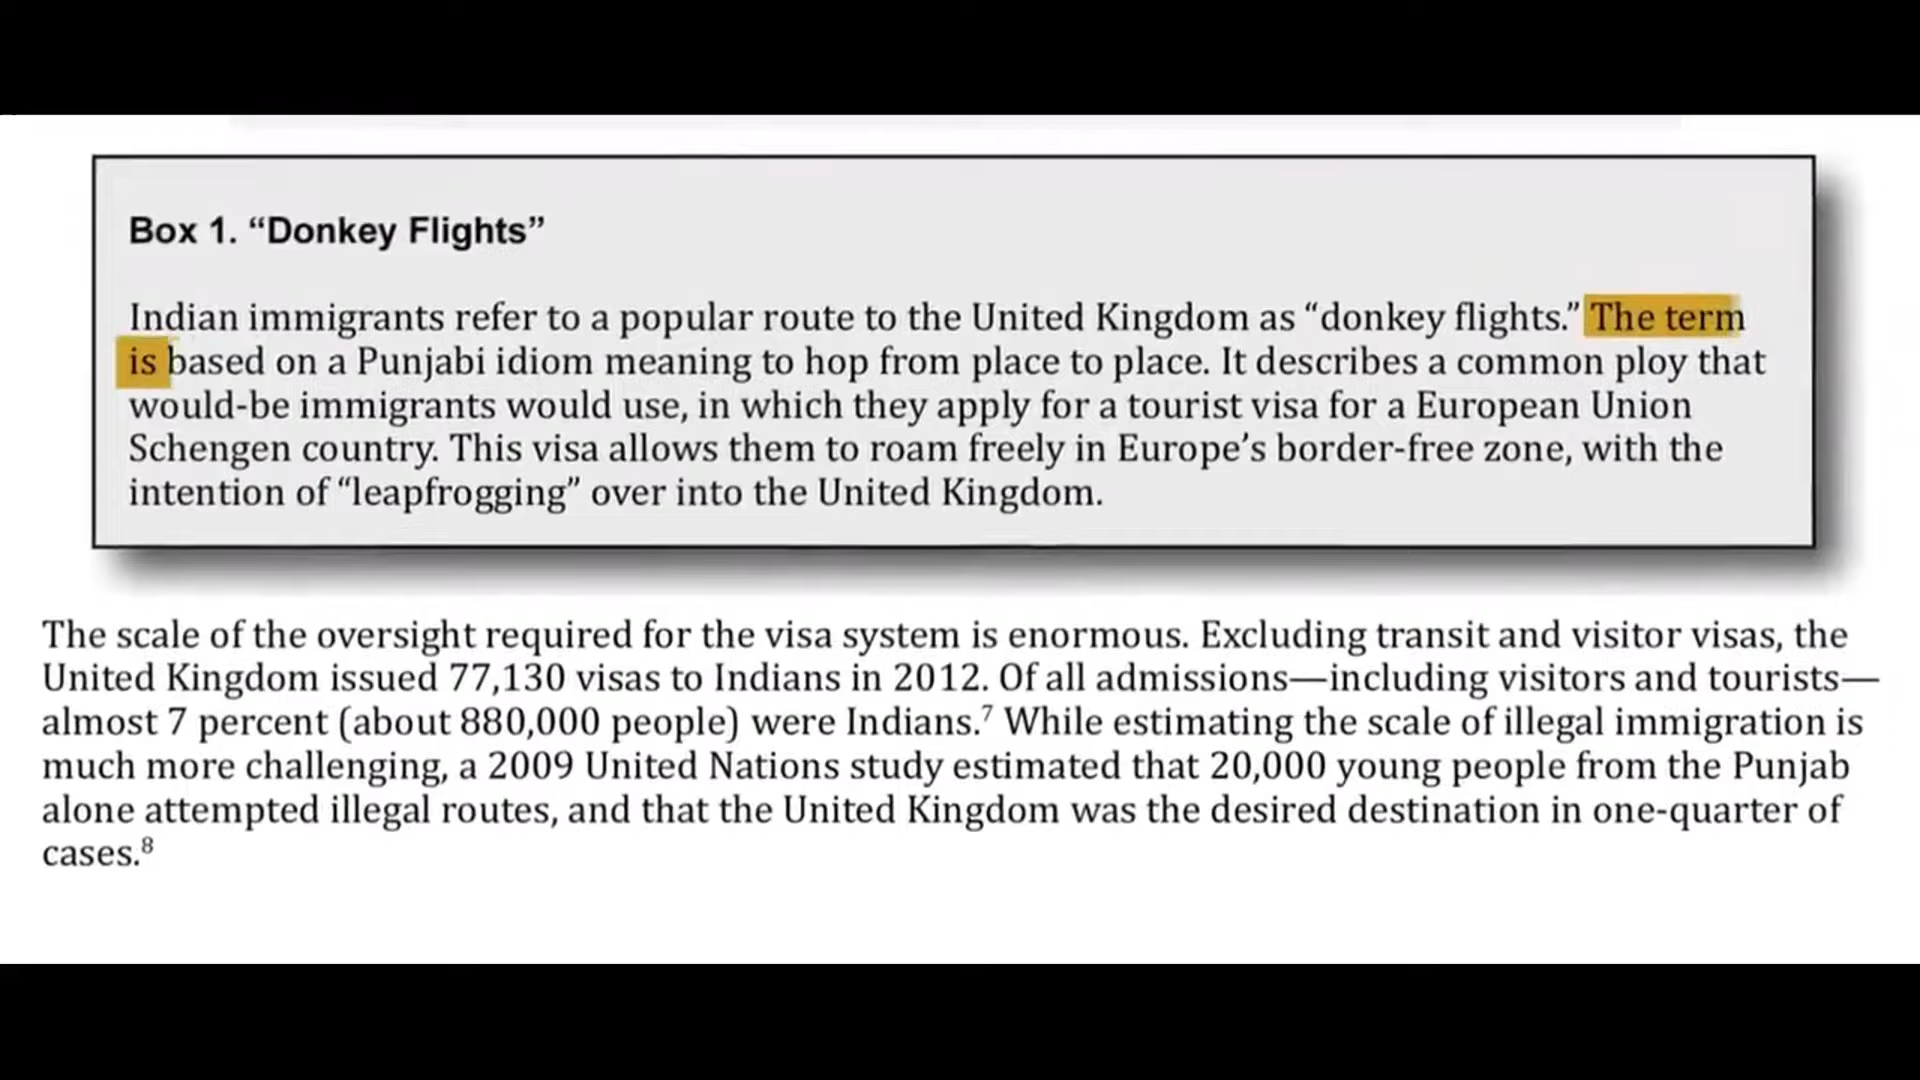 Box 1. “Donkey Flights”
Indian immigrants refer to a popular route to the United Kingdom as “donkey flights.” The term
is based on a Punjabi idiom meaning to hop from place to place. It describes a common ploy that
would-be immigrants would use, in which they apply for a tourist visa for a European Union
Schengen country. This visa allows them to roam freely in Europe’s border-free zone, with the
intention of “leapfrogging” over into the United Kingdom.
The scale of the oversight required for the visa system is enormous. Excluding transit and visitor visas, the
United Kingdom issued 77,130 visas to Indians in 2012. Of all admissions—including visitors and tourists—
almost 7 percent (about 880,000 people) were Indians.⁷ While estimating the scale of illegal immigration is
much more challenging, a 2009 United Nations study estimated that 20,000 young people from the Punjab
alone attempted illegal routes, and that the United Kingdom was the desired destination in one-quarter of
cases.⁸